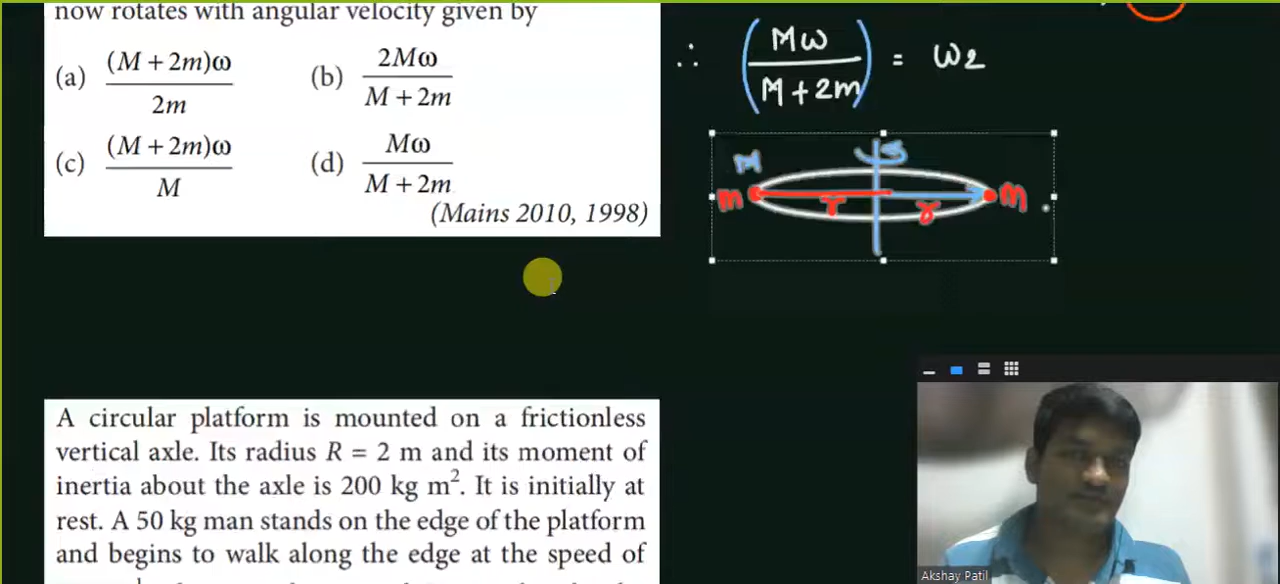 now rotates with angular velocity given by
(a) (M + 2m)ω / 2m (b) 2Mω / M + 2m
(c) (M + 2m)ω / M (d) Mω / M + 2m
(Mains 2010, 1998)
∴ (Mω / M + 2m) = ω2
M
m r r m
A circular platform is mounted on a frictionless
vertical axle. Its radius R = 2 m and its moment of
inertia about the axle is 200 kg m². It is initially at
rest. A 50 kg man stands on the edge of the platform
and begins to walk along the edge at the speed of
Akshay Patil